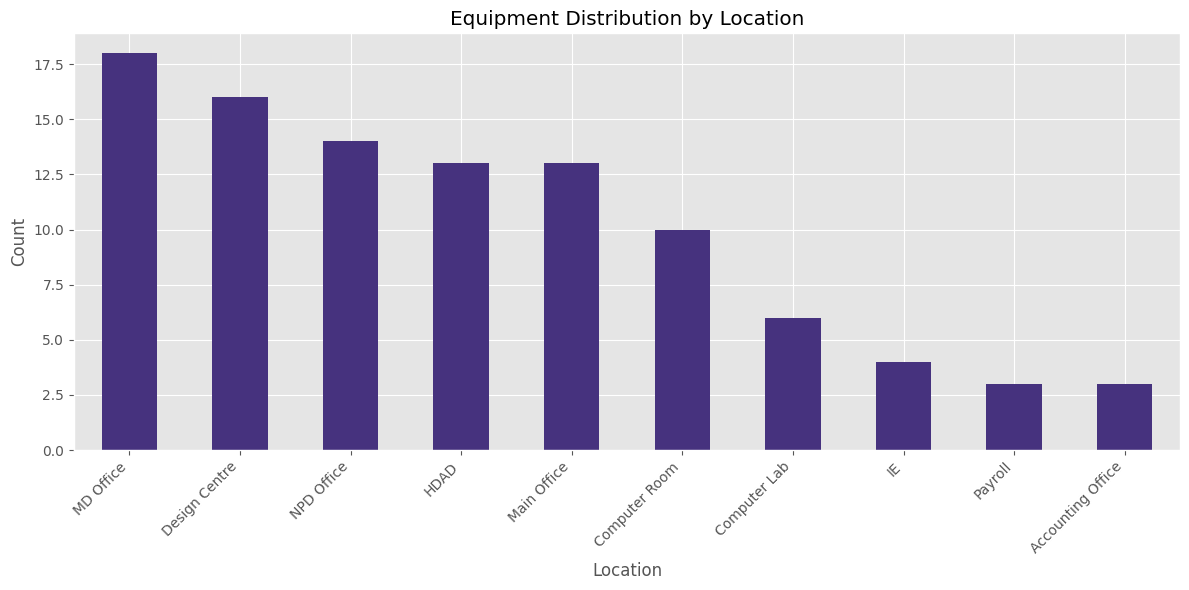 Equipment Distribution by Location
Count
17.5
15.0
12.5
10.0
7.5
5.0
2.5
0.0
MD Office
Design Centre
NPD Office
HDAD
Main Office
Computer Room
Computer Lab
IE
Payroll
Accounting Office
Location